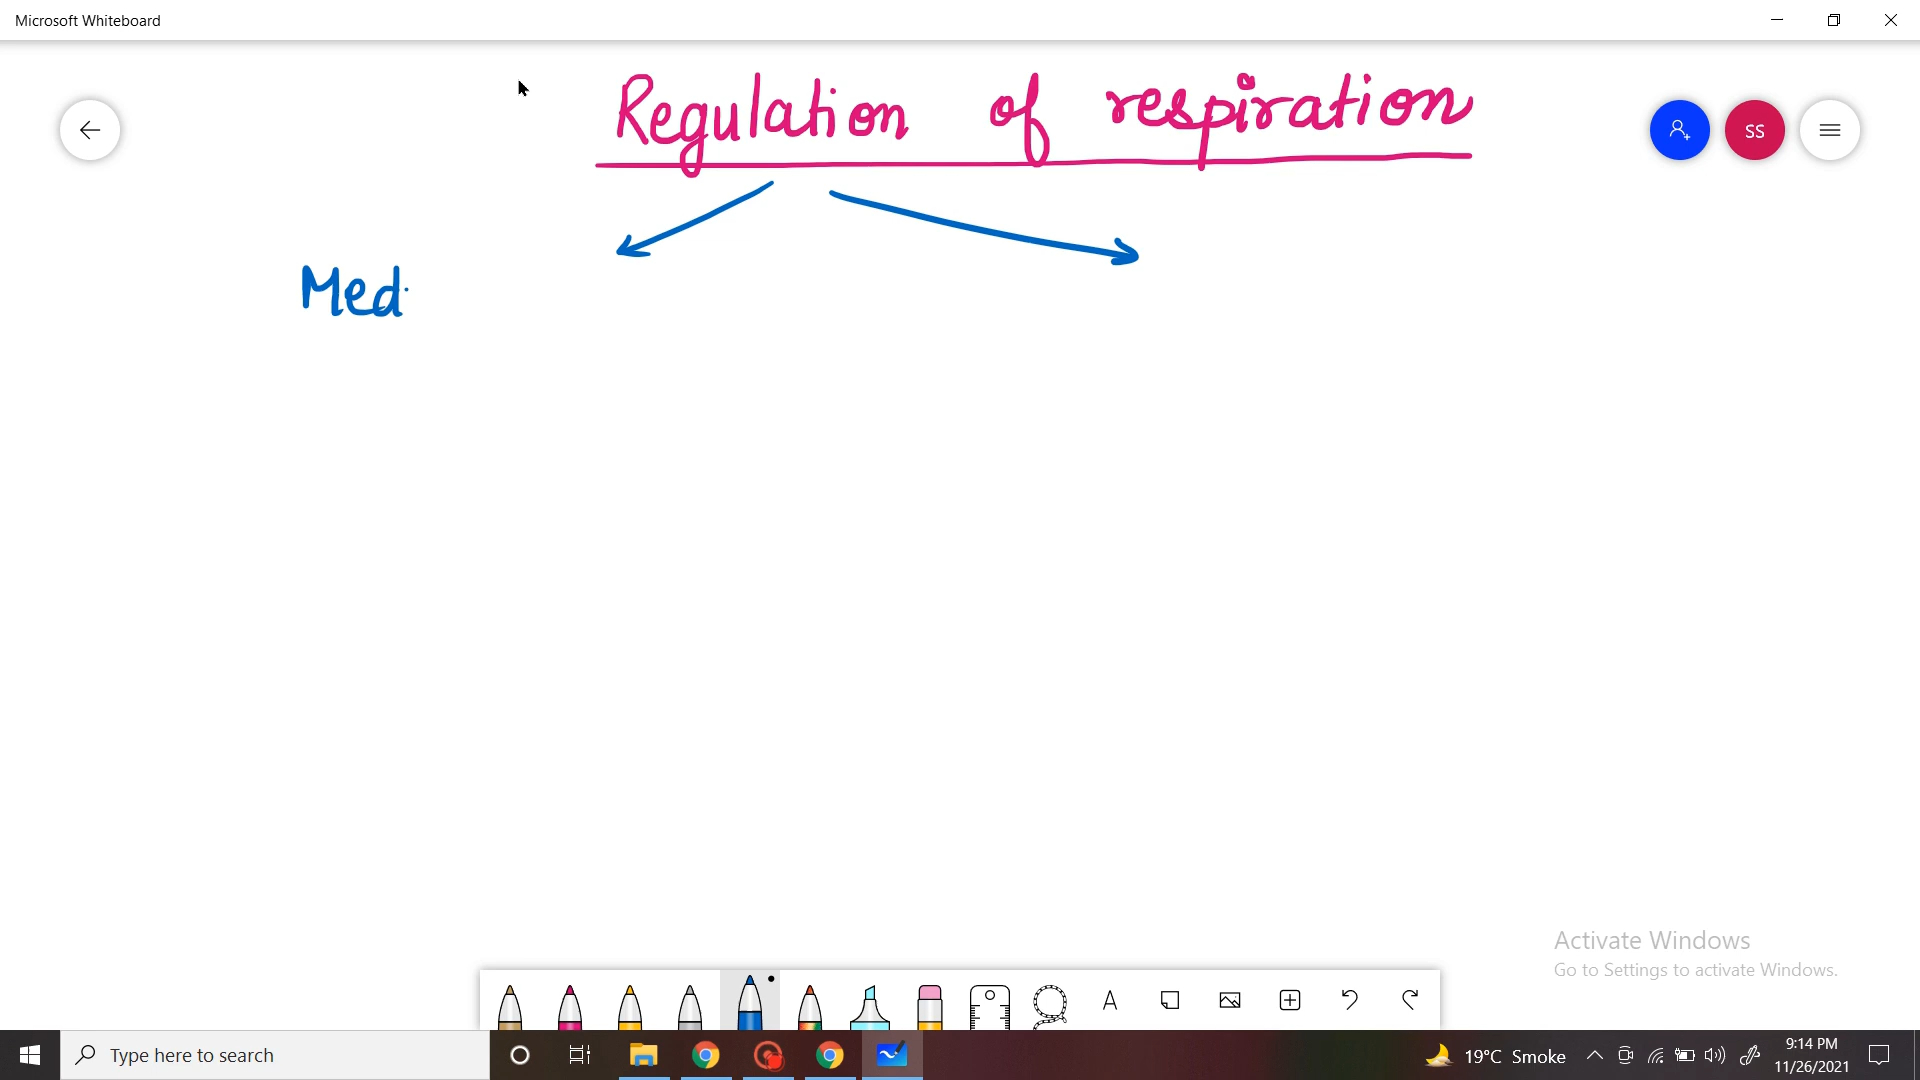 Microsoft Whiteboard
Regulation of respiration
SS
Med
Activate Windows
Go to Settings to activate Windows.
A
Type here to search
19°C Smoke
9:14 PM
11/26/2021